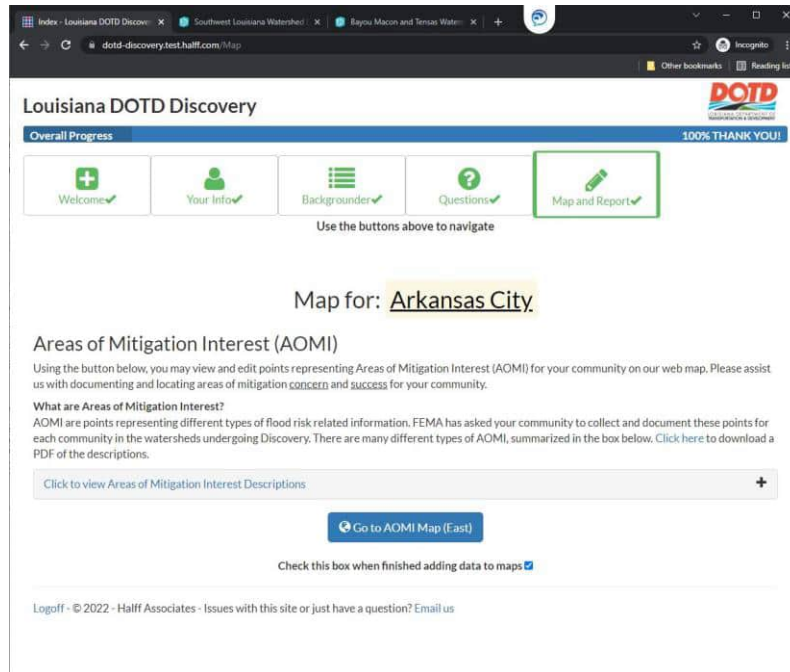 Index - Louisiana DOTD Discover
Southwest Louisiana Watershed
Bayou Macon and Tensas Water
dotd-discovery.test.halff.com/Map
Incognito
Other bookmarks
Reading list
Louisiana DOTD Discovery
DOTD
LOUISIANA DEPARTMENT OF
TRANSPORTATION & DEVELOPMENT
Overall Progress
100% THANK YOU!
Welcome
Your Info
Backgrounder
Questions
Map and Report
Use the buttons above to navigate
Map for: Arkansas City
Areas of Mitigation Interest (AOMI)
Using the button below, you may view and edit points representing Areas of Mitigation Interest (AOMI) for your community on our web map. Please assist
us with documenting and locating areas of mitigation concern and success for your community.
What are Areas of Mitigation Interest?
AOMI are points representing different types of flood risk related information. FEMA has asked your community to collect and document these points for
each community in the watersheds undergoing Discovery. There are many different types of AOMI, summarized in the box below. Click here to download a
PDF of the descriptions.
Click to view Areas of Mitigation Interest Descriptions
Go to AOMI Map (East)
Check this box when finished adding data to maps
Logoff - © 2022 - Halff Associates - Issues with this site or just have a question? Email us